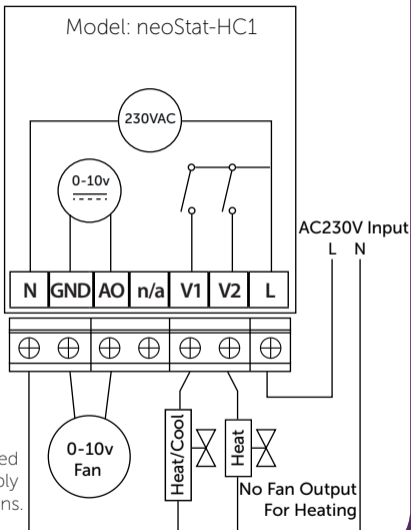 Model: neoStat-HC1
230VAC
0-10v
AC230V Input
L N
N GND AO n/a V1 V2 L
0-10v
Fan
Heat/Cool
Heat
No Fan Output
For Heating
ed
ply
ns.